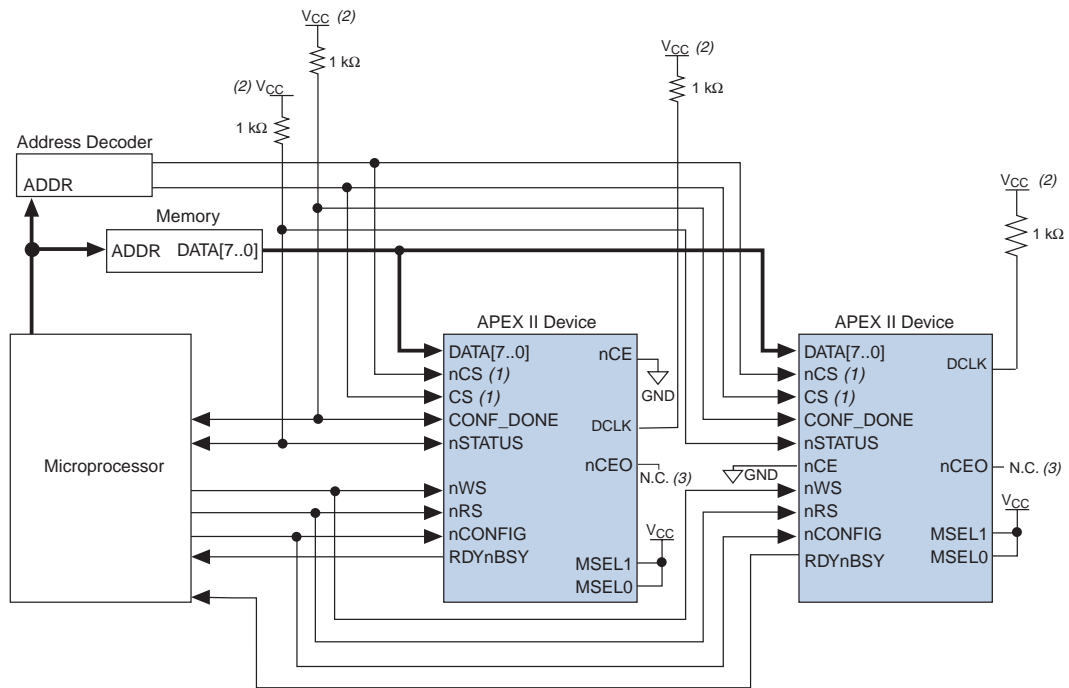 VCC (2)
1 kΩ
VCC (2)
1 kΩ
(2) VCC
1 kΩ
Address Decoder
ADDR
VCC (2)
1 kΩ
Memory
ADDR DATA[7..0]
APEX II Device
DATA[7..0]
nCS (1)
CS (1)
CONF_DONE
nSTATUS
nWS
nRS
nCONFIG
RDYnBSY
nCE
GND
DCLK
nCEO
N.C. (3)
VCC
MSEL1
MSEL0
Microprocessor
APEX II Device
DATA[7..0]
nCS (1)
CS (1)
CONF_DONE
nSTATUS
nCE
GND
nWS
nRS
nCONFIG
RDYnBSY
DCLK
nCEO
N.C. (3)
VCC
MSEL1
MSEL0